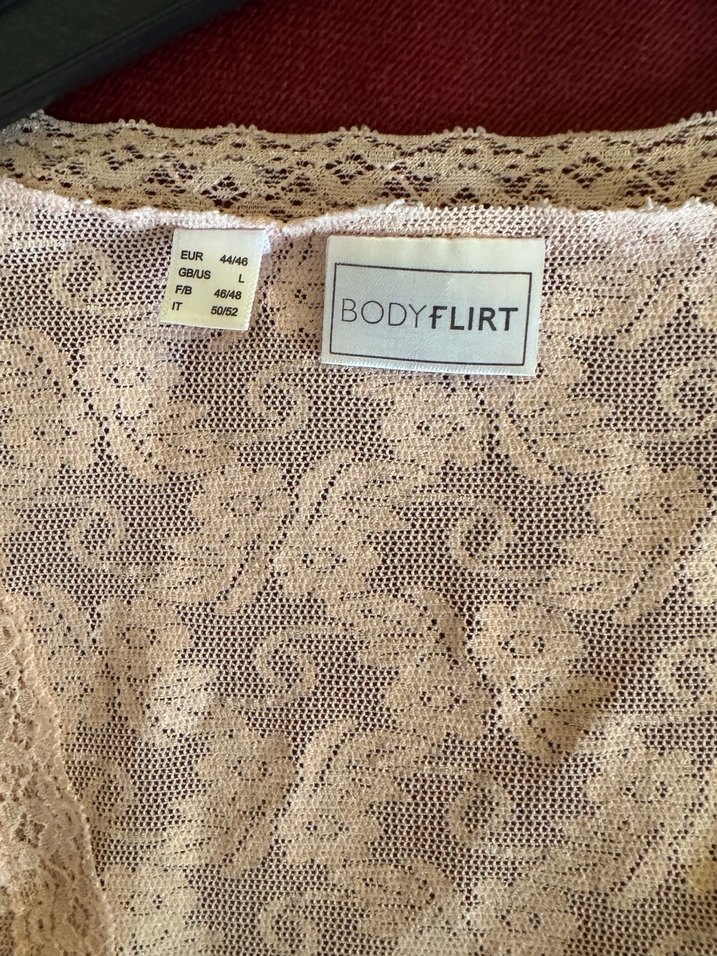 EUR 44/46
GB/US L
F/B 46/48
IT 50/52
BODYFLIRT